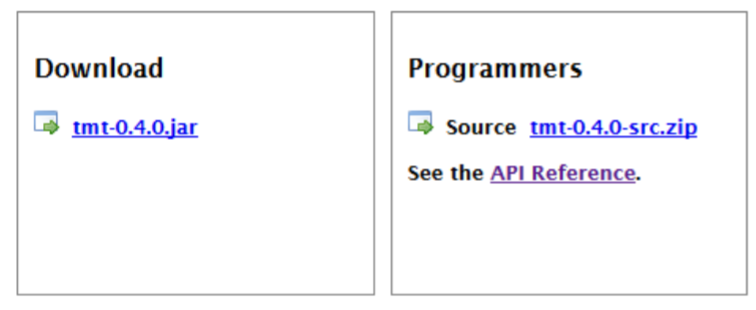 Download
tmt-0.4.0.jar
Programmers
Source tmt-0.4.0-src.zip
See the API Reference.